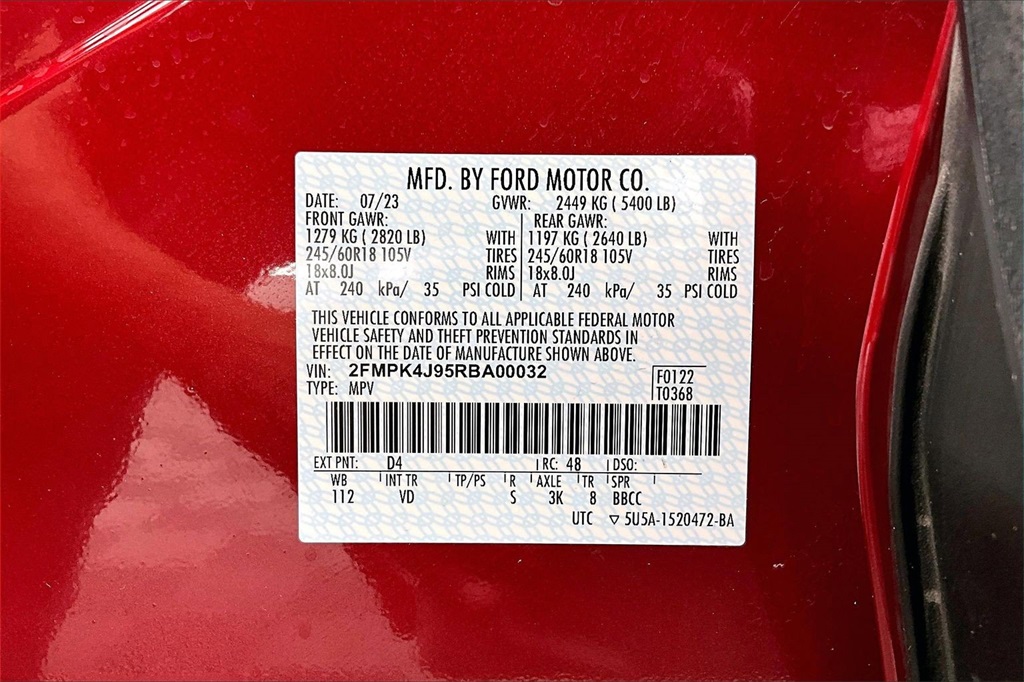 MFD. BY FORD MOTOR CO.
DATE: 07/23 GVWR: 2449 KG ( 5400 LB)
FRONT GAWR: REAR GAWR:
1279 KG ( 2820 LB) WITH 1197 KG ( 2640 LB) WITH
245/60R18 105V TIRES 245/60R18 105V TIRES
18x8.0J RIMS 18x8.0J RIMS
AT 240 kPa/ 35 PSI COLD AT 240 kPa/ 35 PSI COLD
THIS VEHICLE CONFORMS TO ALL APPLICABLE FEDERAL MOTOR
VEHICLE SAFETY AND THEFT PREVENTION STANDARDS IN
EFFECT ON THE DATE OF MANUFACTURE SHOWN ABOVE.
VIN: 2FMPK4J95RBA00032 F0122
TYPE: MPV T0368
EXT PNT: D4 RC: 48 DSO:
WB INT TR TP/PS R AXLE TR SPR
112 VD S 3K 8 BBCC
UTC ▽ 5U5A-1520472-BA